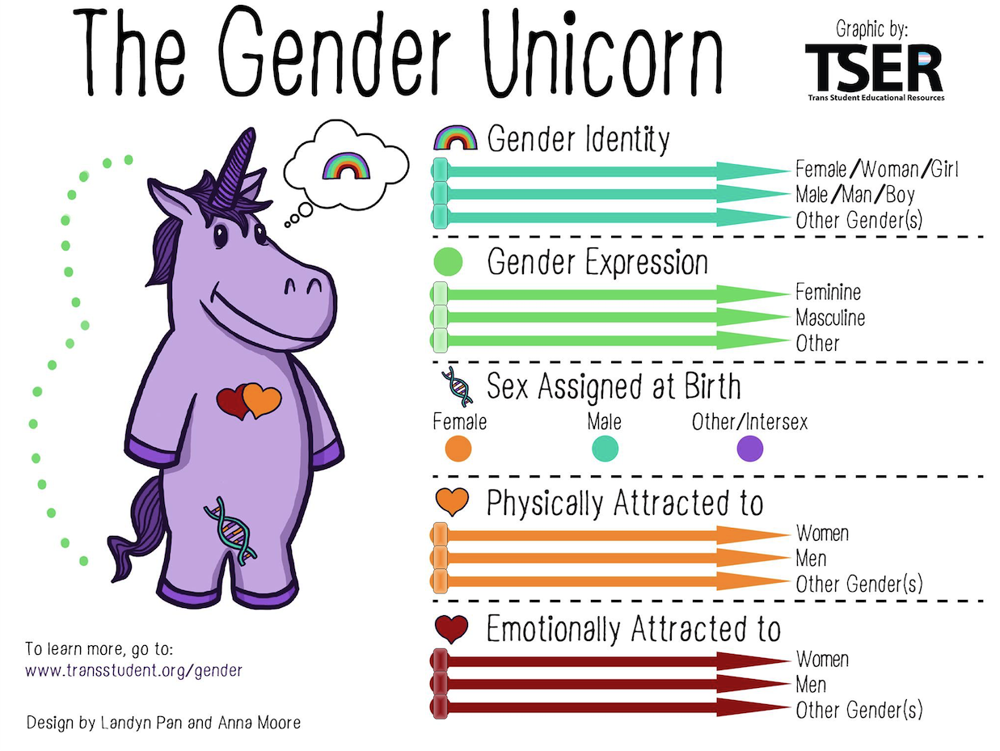 The Gender Unicorn
Graphic by:
TSER
Trans Student Educational Resources
Gender Identity
Female/Woman/Girl
Male/Man/Boy
Other Gender(s)
Gender Expression
Feminine
Masculine
Other
Sex Assigned at Birth
Female Male Other/Intersex
Physically Attracted to
Women
Men
Other Gender(s)
Emotionally Attracted to
Women
Men
Other Gender(s)
To learn more, go to:
www.transstudent.org/gender
Design by Landyn Pan and Anna Moore